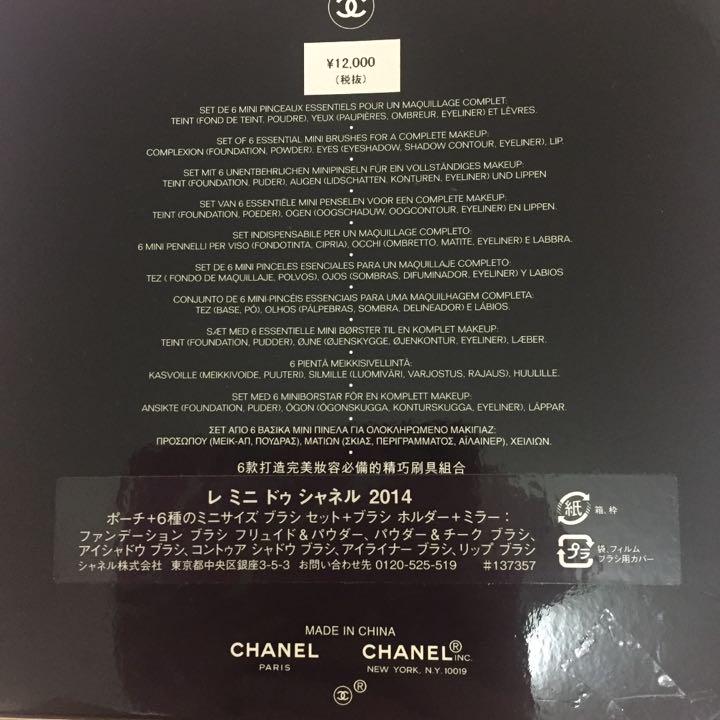 ¥12,000
(税抜)
SET DE 6 MINI PINCEAUX ESSENTIELS POUR UN MAQUILLAGE COMPLET:
TEINT (FOND DE TEINT, POUDRE), YEUX (PAUPIÈRES, OMBREUR, EYELINER) ET LÈVRES.
SET OF 6 ESSENTIAL MINI BRUSHES FOR A COMPLETE MAKEUP:
COMPLEXION (FOUNDATION, POWDER), EYES (EYESHADOW, SHADOW CONTOUR, EYELINER), LIP.
SET MIT 6 UNENTBEHRLICHEN MINIPINSELN FÜR EIN VOLLSTÄNDIGES MAKEUP:
TEINT (FOUNDATION, PUDER), AUGEN (LIDSCHATTEN, KONTUREN, EYELINER) UND LIPPEN
SET VAN 6 ESSENTIËLE MINI PENSELEN VOOR EEN COMPLETE MAKEUP:
TEINT (FOUNDATION, POEDER), OGEN (OOGSCHADUW, OOGCONTOUR, EYELINER) EN LIPPEN.
SET INDISPENSABILE PER UN MAQUILLAGE COMPLETO:
6 MINI PENNELLI PER VISO (FONDOTINTA, CIPRIA), OCCHI (OMBRETTO, MATITE, EYELINER) E LABBRA.
SET DE 6 MINI PINCELES ESENCIALES PARA UN MAQUILLAJE COMPLETO:
TEZ ( FONDO DE MAQUILLAJE, POLVOS), OJOS (SOMBRAS, DIFUMINADOR, EYELINER) Y LABIOS
CONJUNTO DE 6 MINI-PINCÉIS ESSENCIAIS PARA UMA MAQUILHAGEM COMPLETA:
TEZ (BASE, PÓ), OLHOS (PÁLPEBRAS, SOMBRA, DELINEADOR) E LÁBIOS.
SÆT MED 6 ESSENTIELLE MINI BØRSTER TIL EN KOMPLET MAKEUP:
TEINT (FOUNDATION, PUDDER), ØJNE (ØJENSKYGGE, ØJENKONTUR, EYELINER), LÆBER.
6 PIENTÄ MEIKKISIVELLINTÄ:
KASVOILLE (MEIKKIVOIDE, PUUTERI), SILMILLE (LUOMIVÄRI, VARJOSTUS, RAJAUS), HUULILLE.
SET MED 6 MINIBORSTAR FÖR EN KOMPLETT MAKEUP:
ANSIKTE (FOUNDATION, PUDER), ÖGON (ÖGONSKUGGA, KONTURSKUGGA, EYELINER), LÄPPAR.
ΣΕΤ ΑΠΟ 6 ΒΑΣΙΚΑ ΜΙΝΙ ΠΙΝΕΛΑ ΓΙΑ ΟΛΟΚΛΗΡΩΜΕΝΟ ΜΑΚΙΓΙΑΖ:
ΠΡΟΣΩΠΟΥ (ΜΕΙΚ-ΑΠ, ΠΟΥΔΡΑΣ), ΜΑΤΙΩΝ (ΣΚΙΑΣ, ΠΕΡΙΓΡΑΜΜΑΤΟΣ, ΑΪΛΑΙΝΕΡ), ΧΕΙΛΙΩΝ.
6款打造完美妝容必備的精巧刷具組合
レ ミニ ドゥ シャネル 2014
ポーチ+6種のミニサイズ ブラシ セット+ブラシ ホルダー+ミラー:
ファンデーション ブラシ フリュイド&パウダー、パウダー&チーク ブラシ、
アイシャドウ ブラシ、コントゥア シャドウ ブラシ、アイライナー ブラシ、リップ ブラシ
シャネル株式会社 東京都中央区銀座3-5-3 お問い合わせ先 0120-525-519 #137357
紙 箱、枠
プラ 袋、フィルム
ブラシ用カバー
MADE IN CHINA
CHANEL CHANEL® INC.
PARIS NEW YORK, N.Y. 10019
®